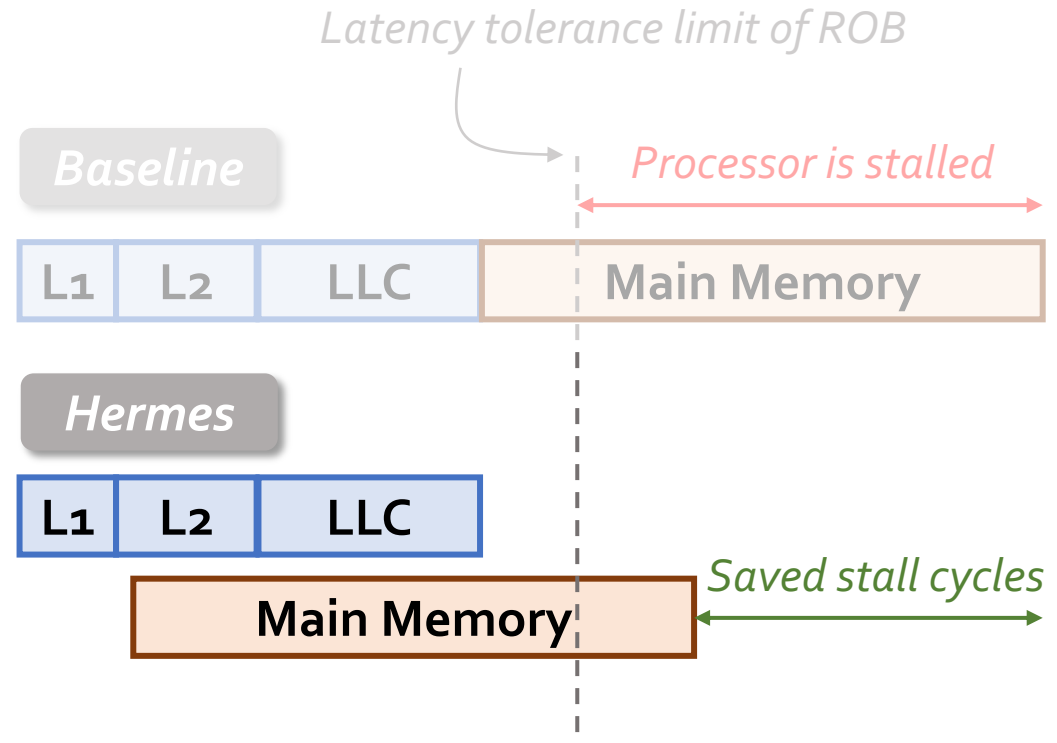 Latency tolerance limit of ROB
Baseline
Processor is stalled
L1 L2 LLC Main Memory
Hermes
L1 L2 LLC
Saved stall cycles
Main Memory